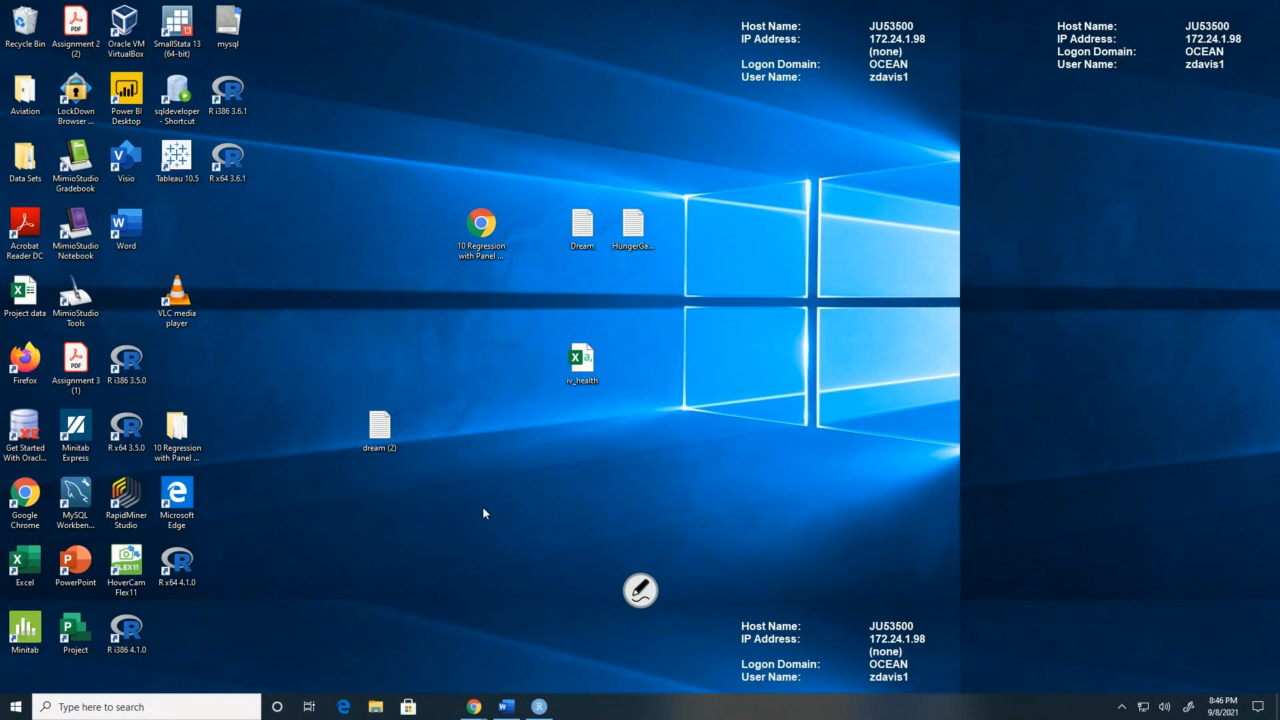 Host Name: JU53500
IP Address: 172.24.1.98
(none)
Logon Domain: OCEAN
User Name: zdavis1
Host Name: JU53500
IP Address: 172.24.1.98
Logon Domain: OCEAN
User Name: zdavis1
Recycle Bin
Assignment 2
(2)
Oracle VM
VirtualBox
SmallStata 13
(64-bit)
13
mysql
Aviation
LockDown
Browser ...
Power BI
Desktop
sqldeveloper
- Shortcut
R i386 3.6.1
Data Sets
MimioStudio
Gradebook
Visio
Tableau 10.5
R x64 3.6.1
Acrobat
Reader DC
MimioStudio
Notebook
Word
10 Regression
with Panel ...
Dream
HungerGa...
Project data
MimioStudio
Tools
VLC media
player
Firefox
Assignment 3
(1)
R i386 3.5.0
iv_health
Get Started
With Oracl...
Minitab
Express
R x64 3.5.0
10 Regression
with Panel ...
dream (2)
Google
Chrome
MySQL
Workben...
RapidMiner
Studio
Microsoft
Edge
Excel
PowerPoint
HoverCam
Flex11
R x64 4.1.0
Minitab
Project
R i386 4.1.0
Host Name: JU53500
IP Address: 172.24.1.98
(none)
Logon Domain: OCEAN
User Name: zdavis1
Type here to search
8:46 PM
9/8/2021